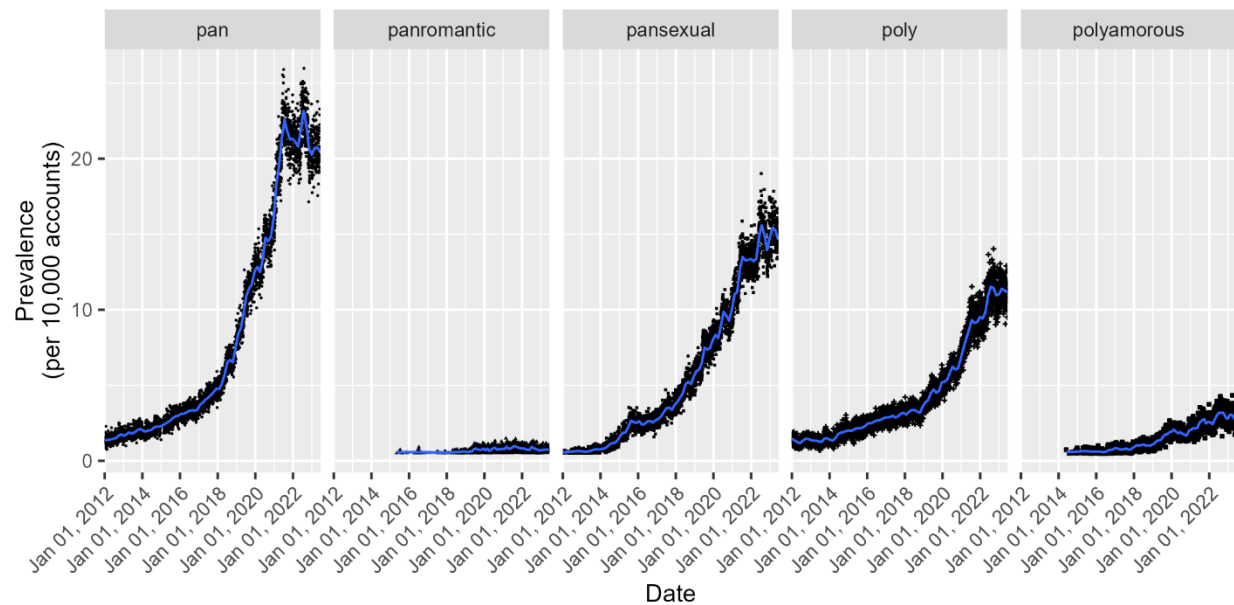 pan panromantic pansexual poly polyamorous
Prevalence
(per 10,000 accounts)
20
10
0
Jan 01, 2012 Jan 01, 2014 Jan 01, 2016 Jan 01, 2018 Jan 01, 2020 Jan 01, 2022 Jan 01, 2012 Jan 01, 2014 Jan 01, 2016 Jan 01, 2018 Jan 01, 2020 Jan 01, 2022 Jan 01, 2012 Jan 01, 2014 Jan 01, 2016 Jan 01, 2018 Jan 01, 2020 Jan 01, 2022 Jan 01, 2012 Jan 01, 2014 Jan 01, 2016 Jan 01, 2018 Jan 01, 2020 Jan 01, 2022 Jan 01, 2012 Jan 01, 2014 Jan 01, 2016 Jan 01, 2018 Jan 01, 2020 Jan 01, 2022
Date